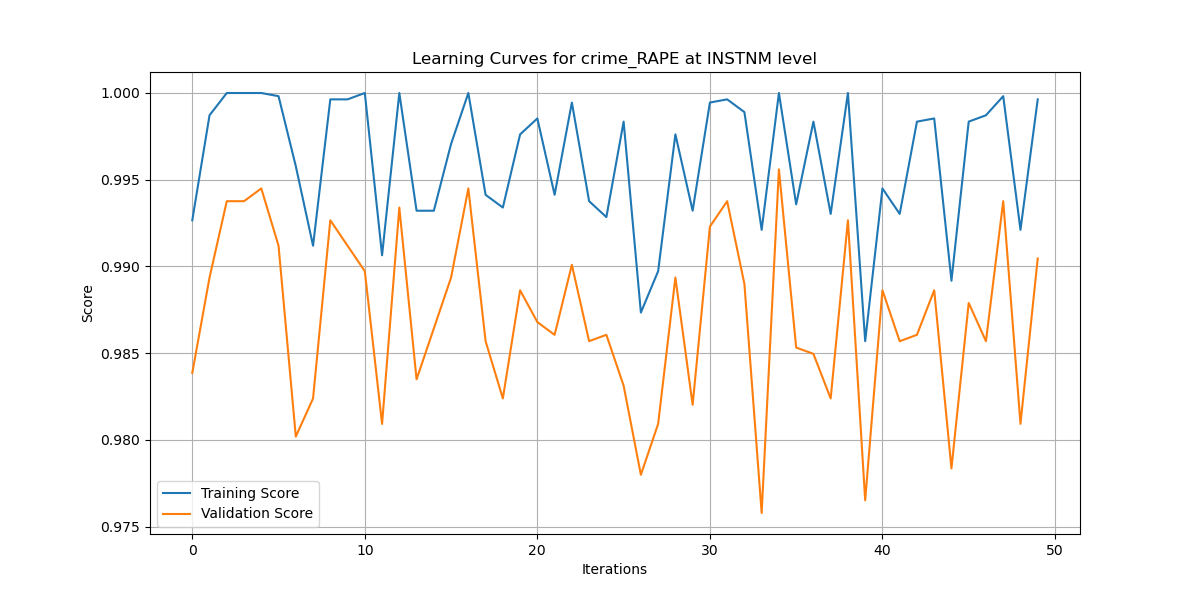 Learning Curves for crime_RAPE at INSTNM level
1.000
0.995
0.990
0.985
0.980
0.975
Score
Training Score
Validation Score
0 10 20 30 40 50
Iterations